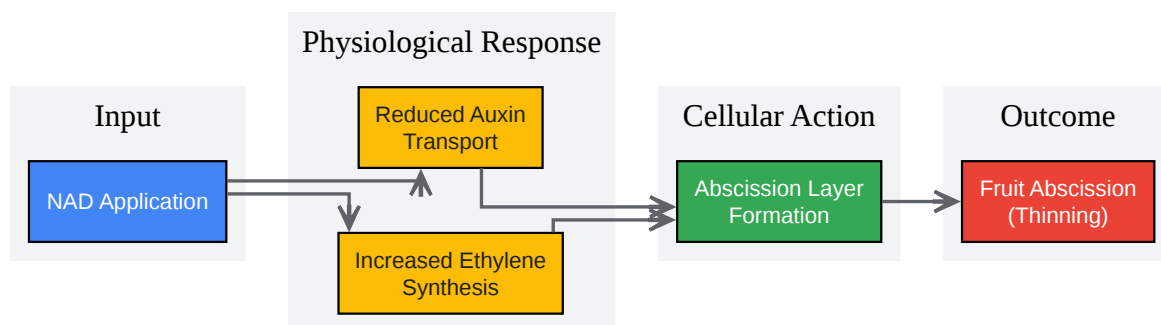 Input
NAD Application
Physiological Response
Reduced Auxin
Transport
Increased Ethylene
Synthesis
Cellular Action
Abscission Layer
Formation
Outcome
Fruit Abscission
(Thinning)